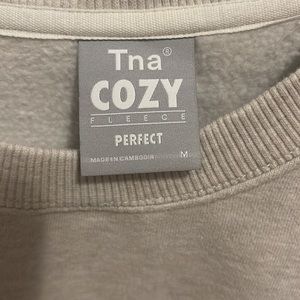 Tna®
COZY
FLEECE
PERFECT
MADE IN CAMBODIA M